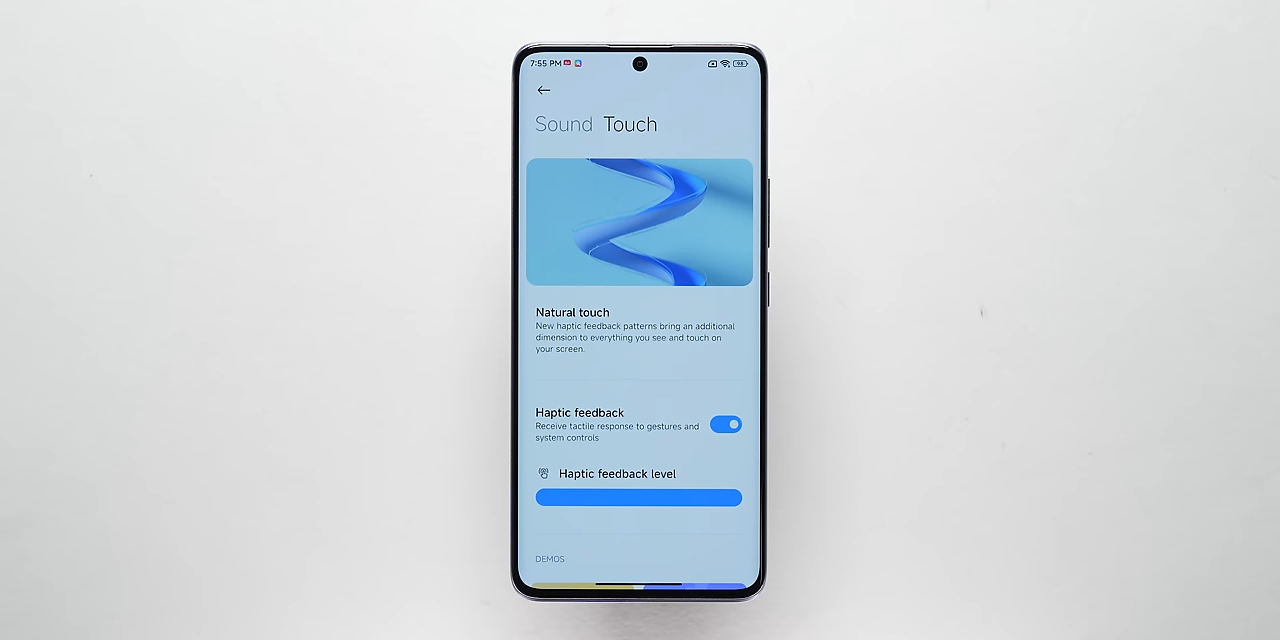 7:55 PM
98
Sound Touch
Natural touch
New haptic feedback patterns bring an additional
dimension to everything you see and touch on
your screen.
Haptic feedback
Receive tactile response to gestures and
system controls
Haptic feedback level
DEMOS